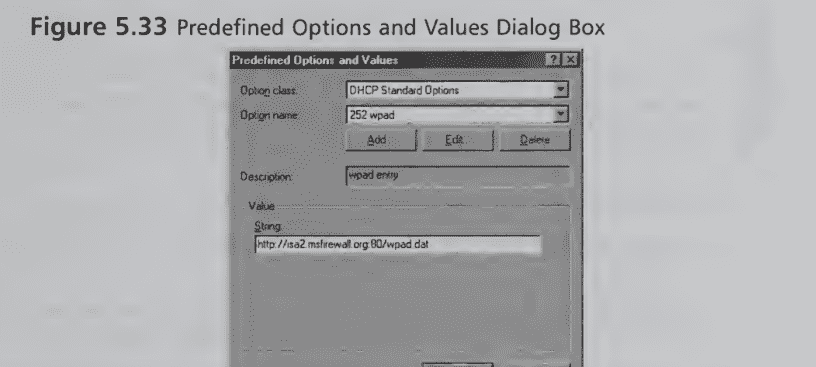 Figure 5.33 Predefined Options and Values Dialog Box
Predefined Options and Values ? ×
Option class: DHCP Standard Options
Option name: 252 wpad
Add Edit... Delete
Description: wpad entry
Value
String:
http://isa2.msfirewall.org:80/wpad.dat